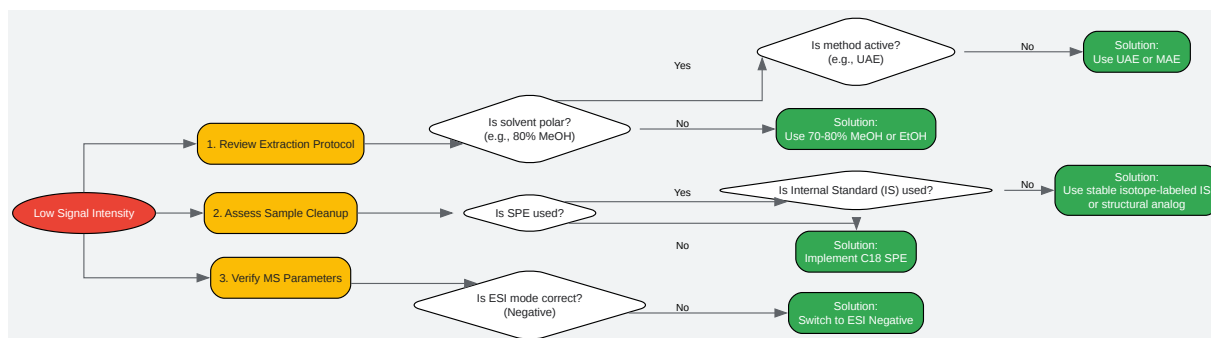 Is method active?
(e.g., UAE)
No
Solution:
Use UAE or MAE
Yes
Is solvent polar?
(e.g., 80% MeOH)
No
Solution:
Use 70-80% MeOH or EtOH
1. Review Extraction Protocol
Low Signal Intensity
2. Assess Sample Cleanup
Is SPE used?
Yes
Is Internal Standard (IS) used?
No
Solution:
Use stable isotope-labeled IS
or structural analog
No
Solution:
Implement C18 SPE
3. Verify MS Parameters
Is ESI mode correct?
(Negative)
No
Solution:
Switch to ESI Negative